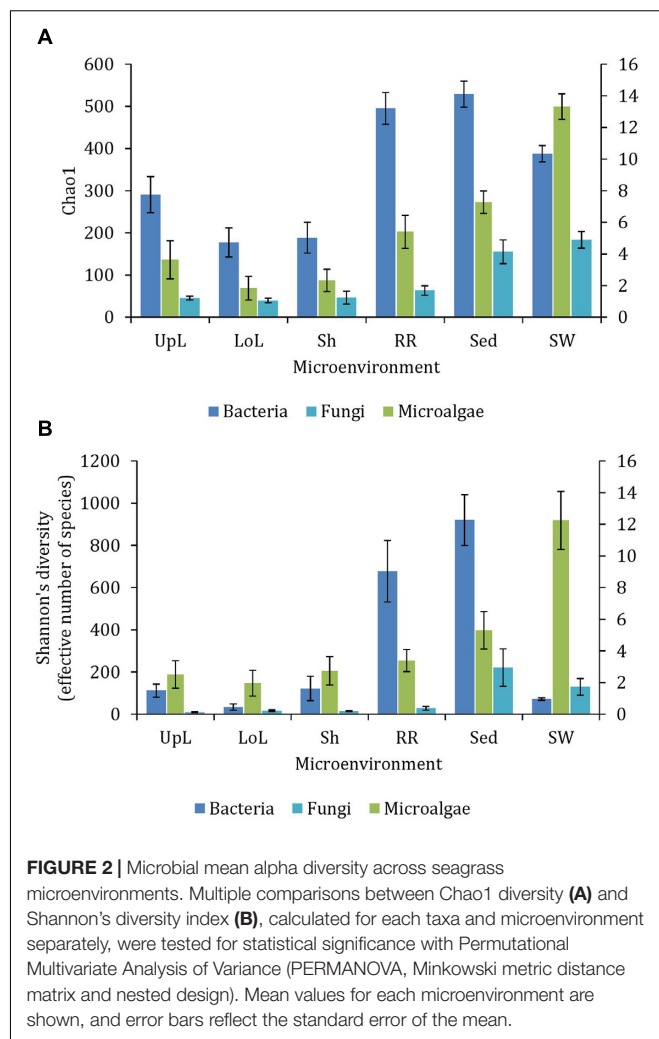 A
600
500
400
300
200
100
0
Chao1
16
14
12
10
8
6
4
2
0
UpL LoL Sh RR Sed SW
Microenvironment
Bacteria Fungi Microalgae
B
1200
1000
800
600
400
200
0
Shannon's diversity
(effective number of species)
16
14
12
10
8
6
4
2
0
UpL LoL Sh RR Sed SW
Microenvironment
Bacteria Fungi Microalgae
FIGURE 2 | Microbial mean alpha diversity across seagrass
microenvironments. Multiple comparisons between Chao1 diversity (A) and
Shannon's diversity index (B), calculated for each taxa and microenvironment
separately, were tested for statistical significance with Permutational
Multivariate Analysis of Variance (PERMANOVA, Minkowski metric distance
matrix and nested design). Mean values for each microenvironment are
shown, and error bars reflect the standard error of the mean.